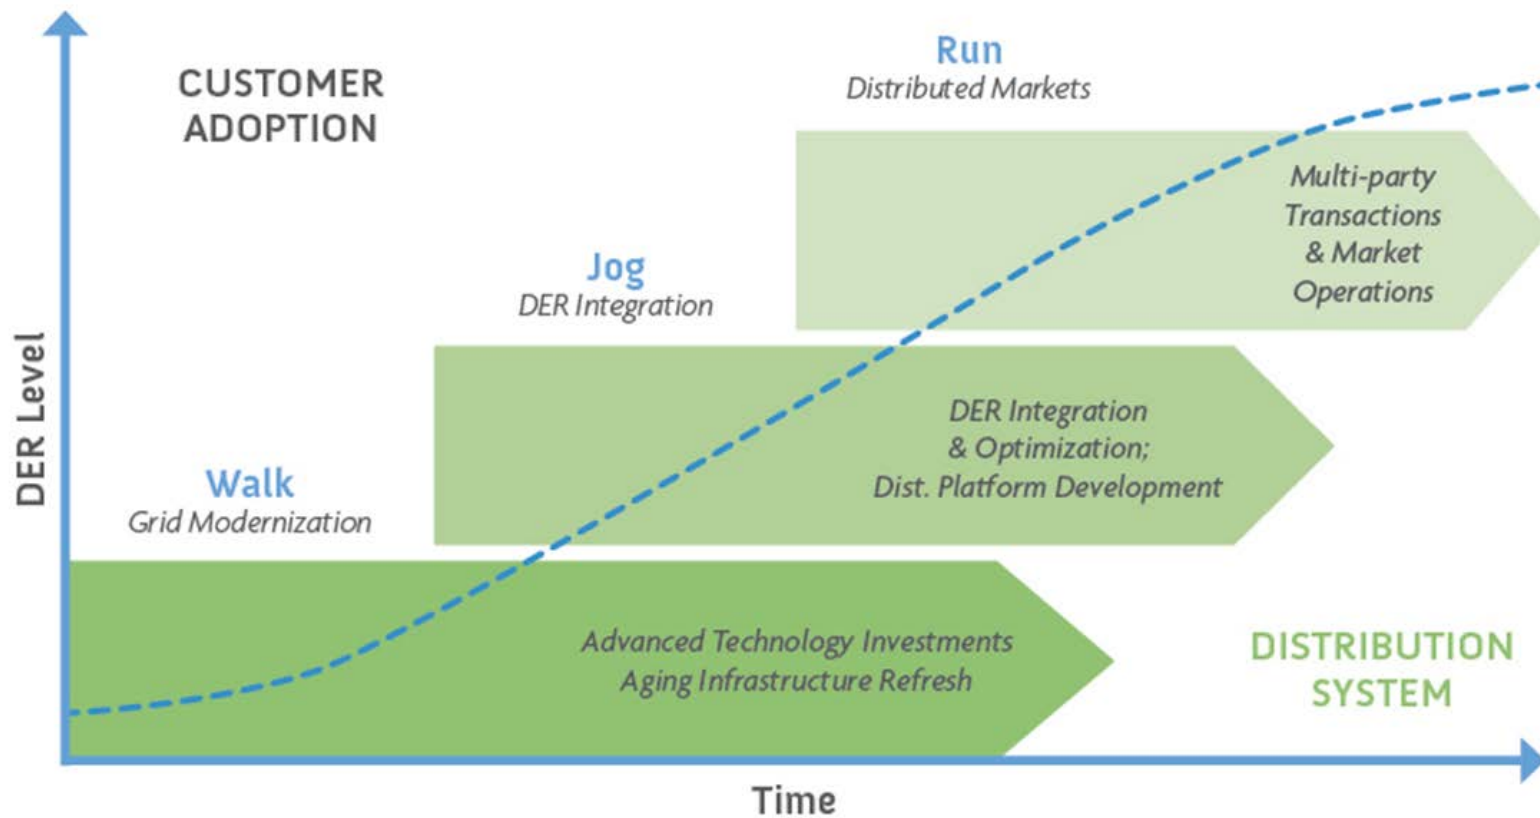 CUSTOMER
ADOPTION
Run
Distributed Markets
Multi-party
Transactions
& Market
Operations
Jog
DER Integration
DER Integration
& Optimization;
Dist. Platform Development
DER Level
Walk
Grid Modernization
Advanced Technology Investments
Aging Infrastructure Refresh
DISTRIBUTION
SYSTEM
Time